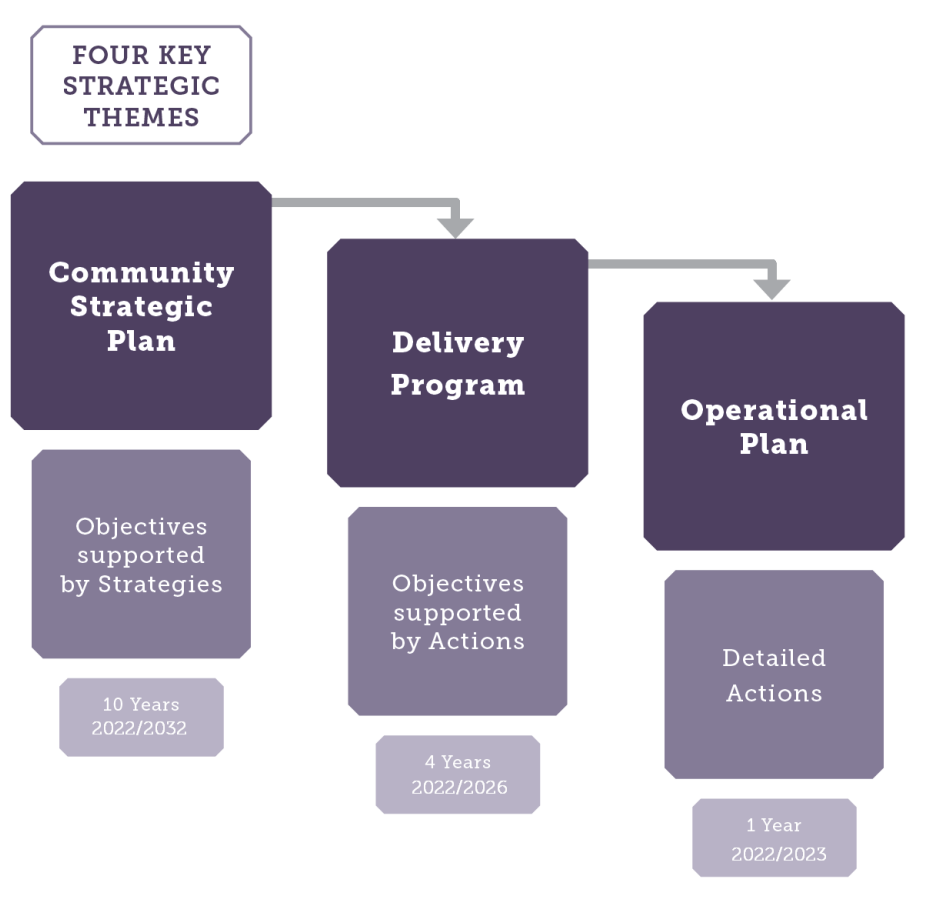 FOUR KEY
STRATEGIC
THEMES
Community
Strategic
Plan
Objectives
supported
by Strategies
10 Years
2022/2032
Delivery
Program
Objectives
supported
by Actions
4 Years
2022/2026
Operational
Plan
Detailed
Actions
1 Year
2022/2023